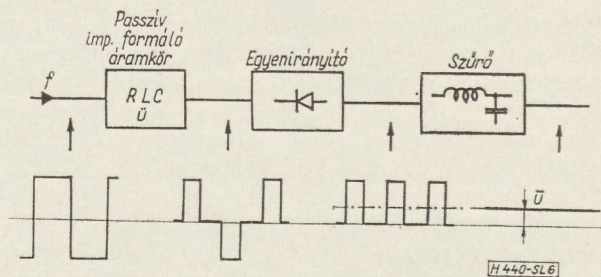 Passzív
imp. formáló
áramkör
Egyenirányító
Szűrő
f
RLC
Ü
Ū
H 440-SL6